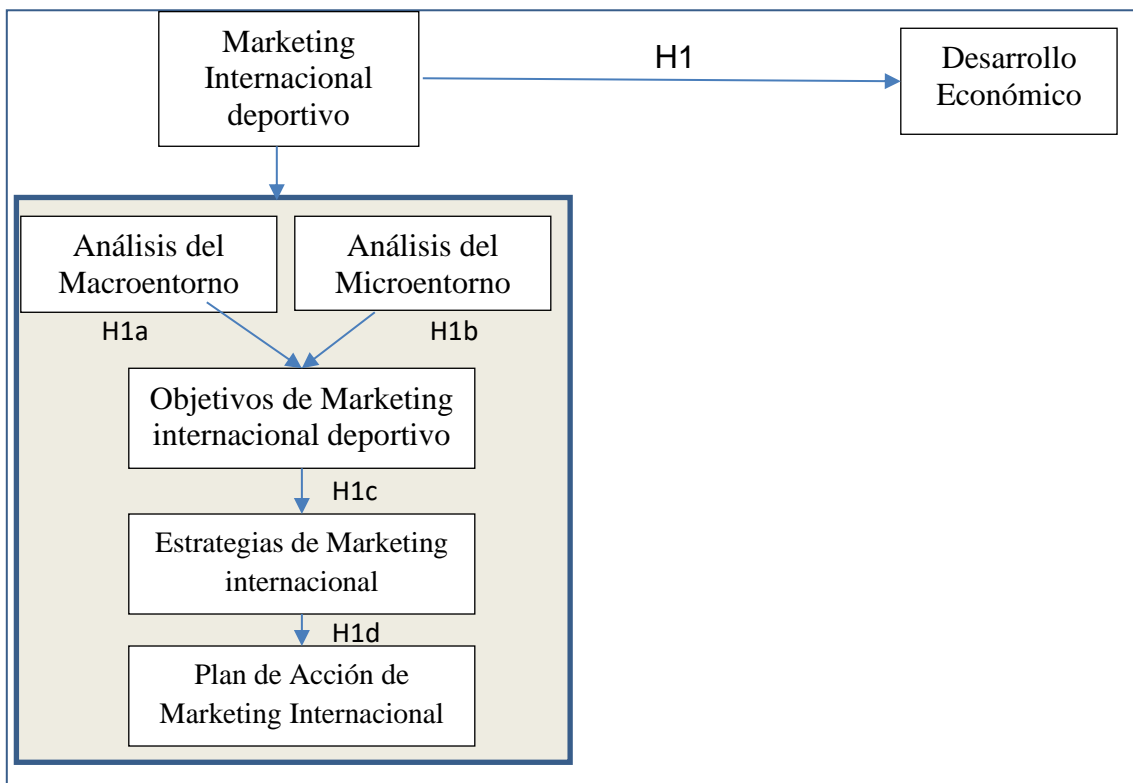 Marketing
Internacional
deportivo
H1
Desarrollo
Económico
Análisis del
Macroentorno
Análisis del
Microentorno
H1a
H1b
Objetivos de Marketing
internacional deportivo
H1c
Estrategias de Marketing
internacional
H1d
Plan de Acción de
Marketing Internacional